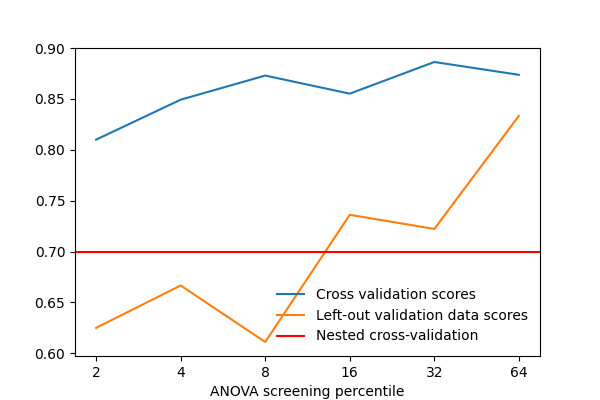 0.90
0.85
0.80
0.75
0.70
0.65
0.60
Cross validation scores
Left-out validation data scores
Nested cross-validation
2 4 8 16 32 64
ANOVA screening percentile